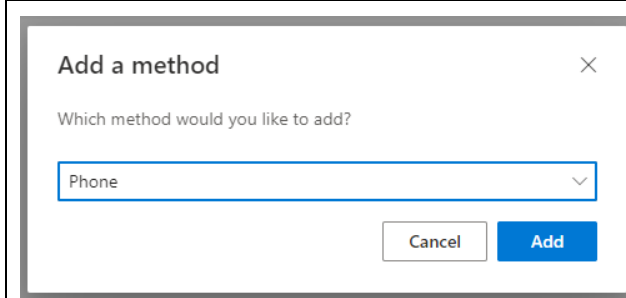 Add a method
Which method would you like to add?
Phone
Cancel
Add